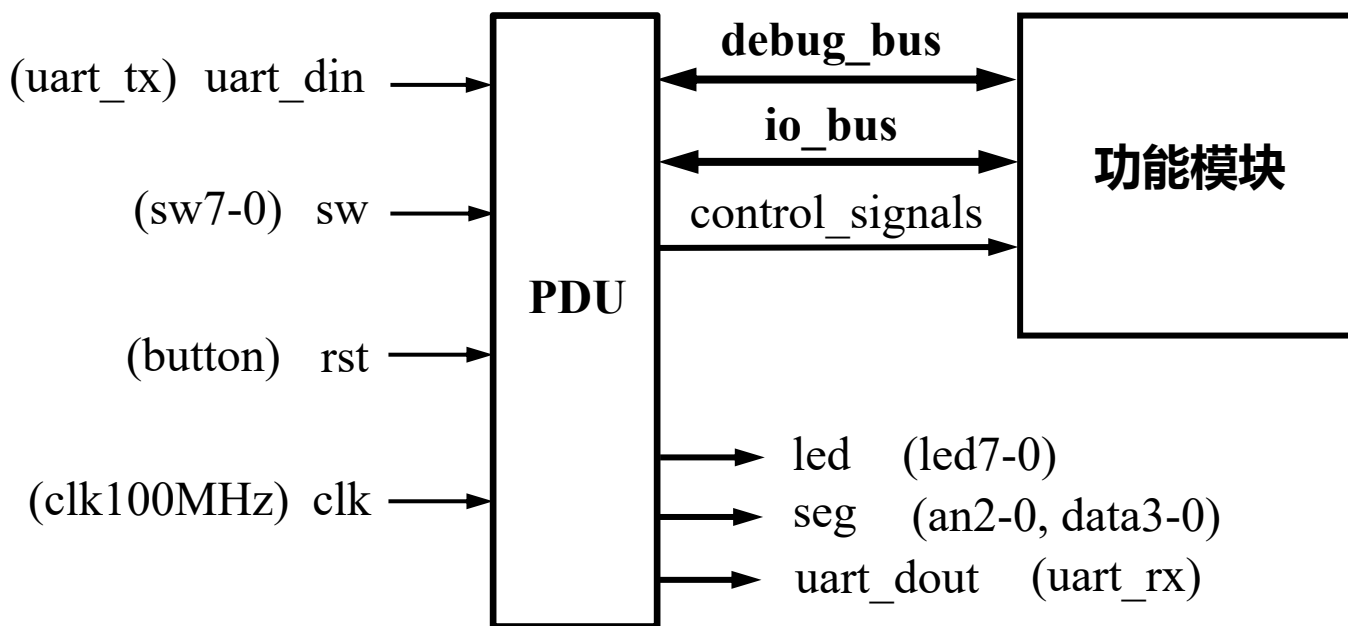 (uart_tx) uart_din
(sw7-0) sw
(button) rst
(clk100MHz) clk
PDU
debug_bus
io_bus
control_signals
功能模块
led (led7-0)
seg (an2-0, data3-0)
uart_dout (uart_rx)